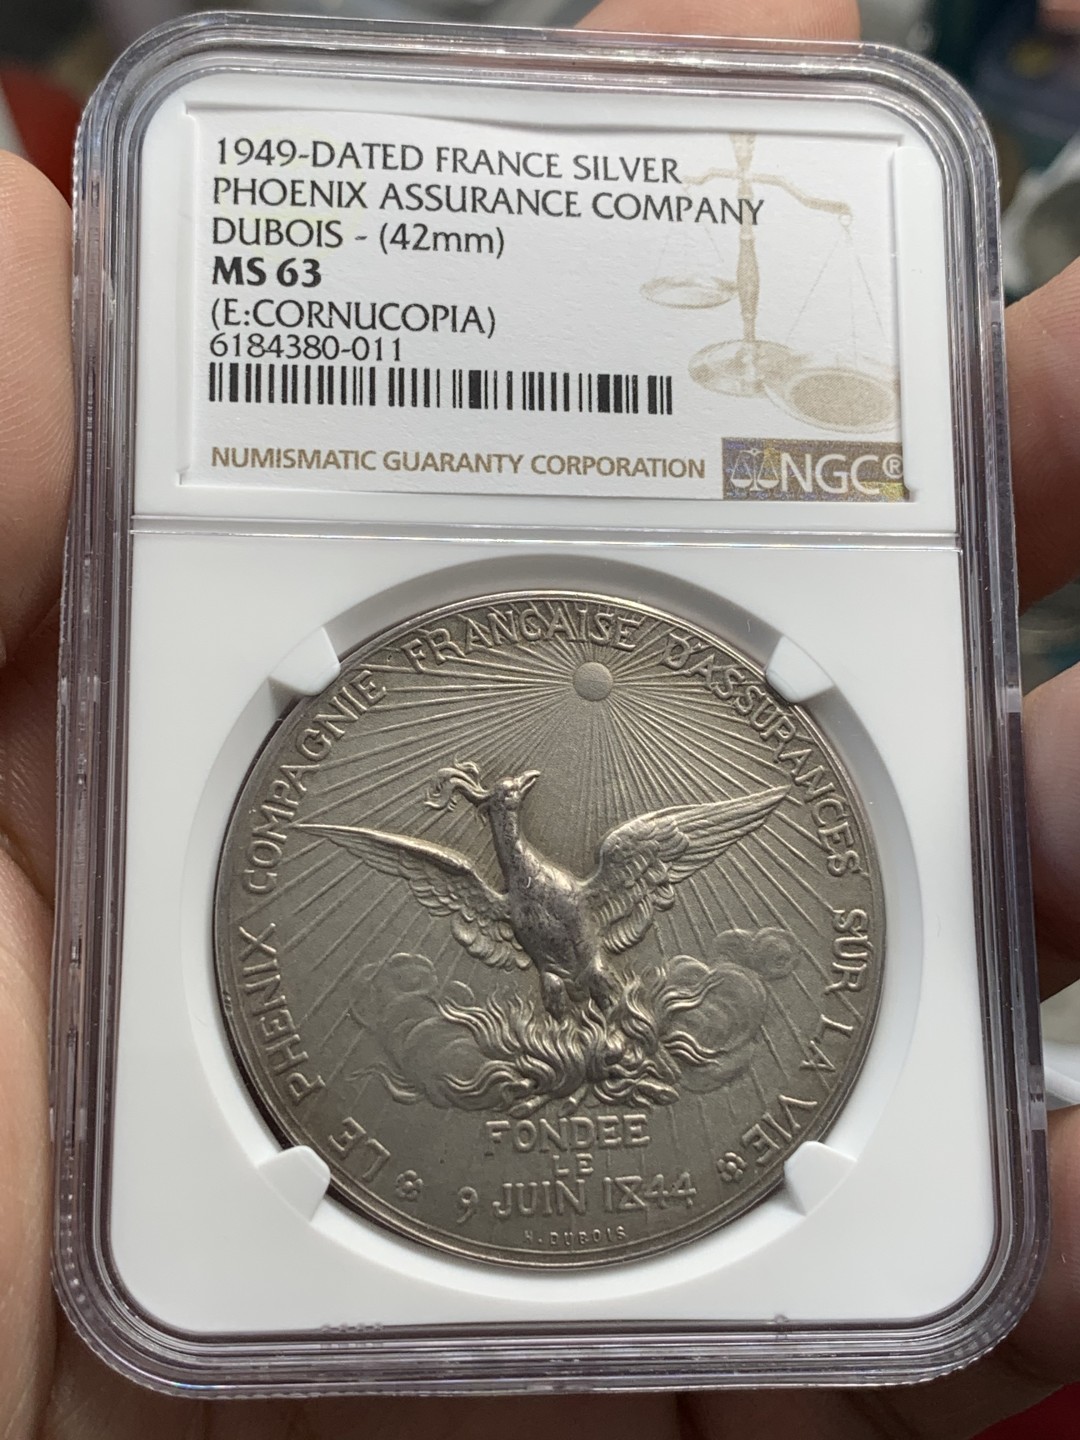 1949-DATED FRANCE SILVER
PHOENIX ASSURANCE COMPANY
DUBOIS - (42mm)
MS 63
(E:CORNUCOPIA)
6184380-011
NUMISMATIC GUARANTY CORPORATION
NGC®
LE PHENIX COMPAGNIE FRANCAISE D'ASSURANCES SUR LA VIE
FONDEE
LE
9 JUIN 1844
H. DUBOIS